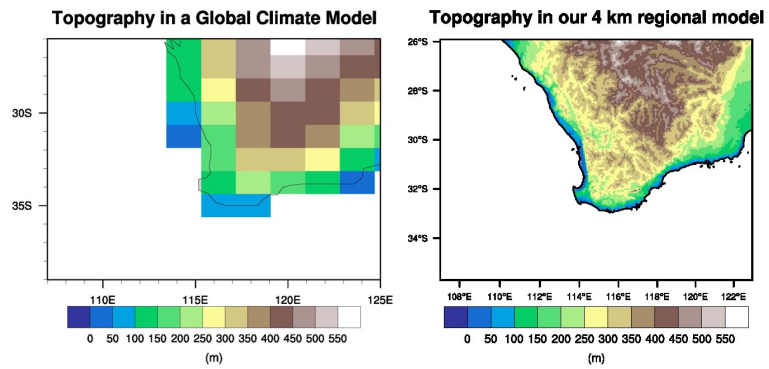 Topography in a Global Climate Model
30S
35S
110E 115E 120E 125E
0 50 100 150 200 250 300 350 400 450 500 550
(m)
Topography in our 4 km regional model
26°S
28°S
30°S
32°S
34°S
108°E 110°E 112°E 114°E 116°E 118°E 120°E 122°E
0 50 100 150 200 250 300 350 400 450 500 550
(m)